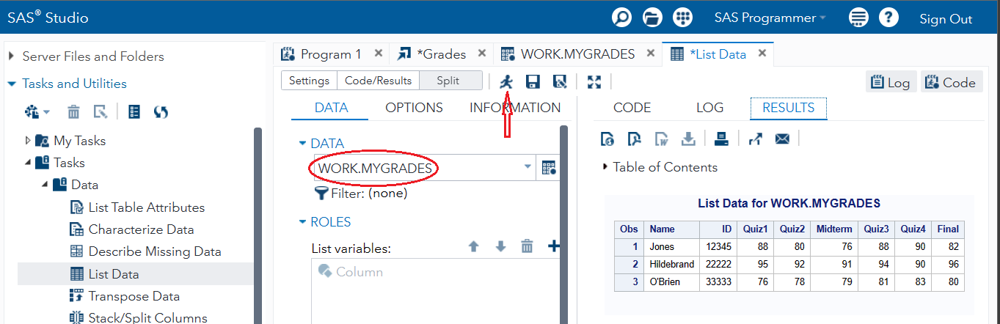 SAS® Studio
SAS Programmer
Sign Out
Server Files and Folders
Tasks and Utilities
My Tasks
Tasks
Data
List Table Attributes
Characterize Data
Describe Missing Data
List Data
Transpose Data
Stack/Split Columns
Program 1
*Grades
WORK.MYGRADES
*List Data
Settings Code/Results Split
Log Code
DATA OPTIONS INFORMATION
DATA
WORK.MYGRADES
Filter: (none)
ROLES
List variables:
Column
CODE LOG RESULTS
Table of Contents
List Data for WORK.MYGRADES
Obs Name ID Quiz1 Quiz2 Midterm Quiz3 Quiz4 Final
1 Jones 12345 88 80 76 88 90 82
2 Hildebrand 22222 95 92 91 94 90 96
3 O'Brien 33333 76 78 79 81 83 80